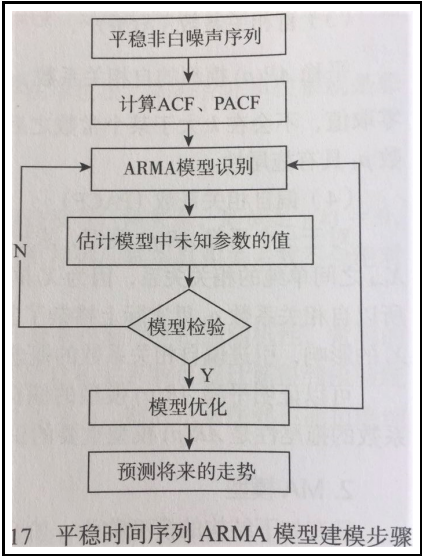 平稳非白噪声序列
计算ACF、PACF
ARMA模型识别
估计模型中未知参数的值
N
模型检验
Y
模型优化
预测将来的走势
17 平稳时间序列 ARMA 模型建模步骤